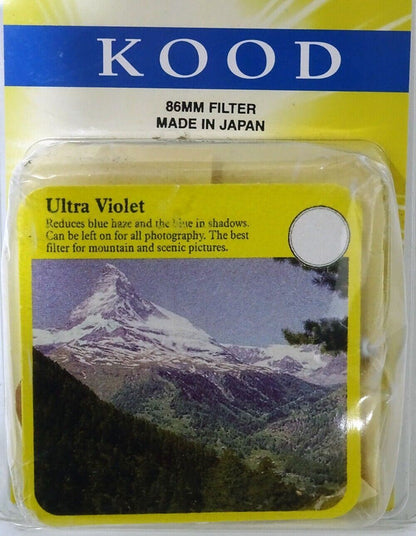 KOOD
86MM FILTER
MADE IN JAPAN
Ultra Violet
Reduces blue haze and the blue in shadows.
Can be left on for all photography. The best
filter for mountain and scenic pictures.